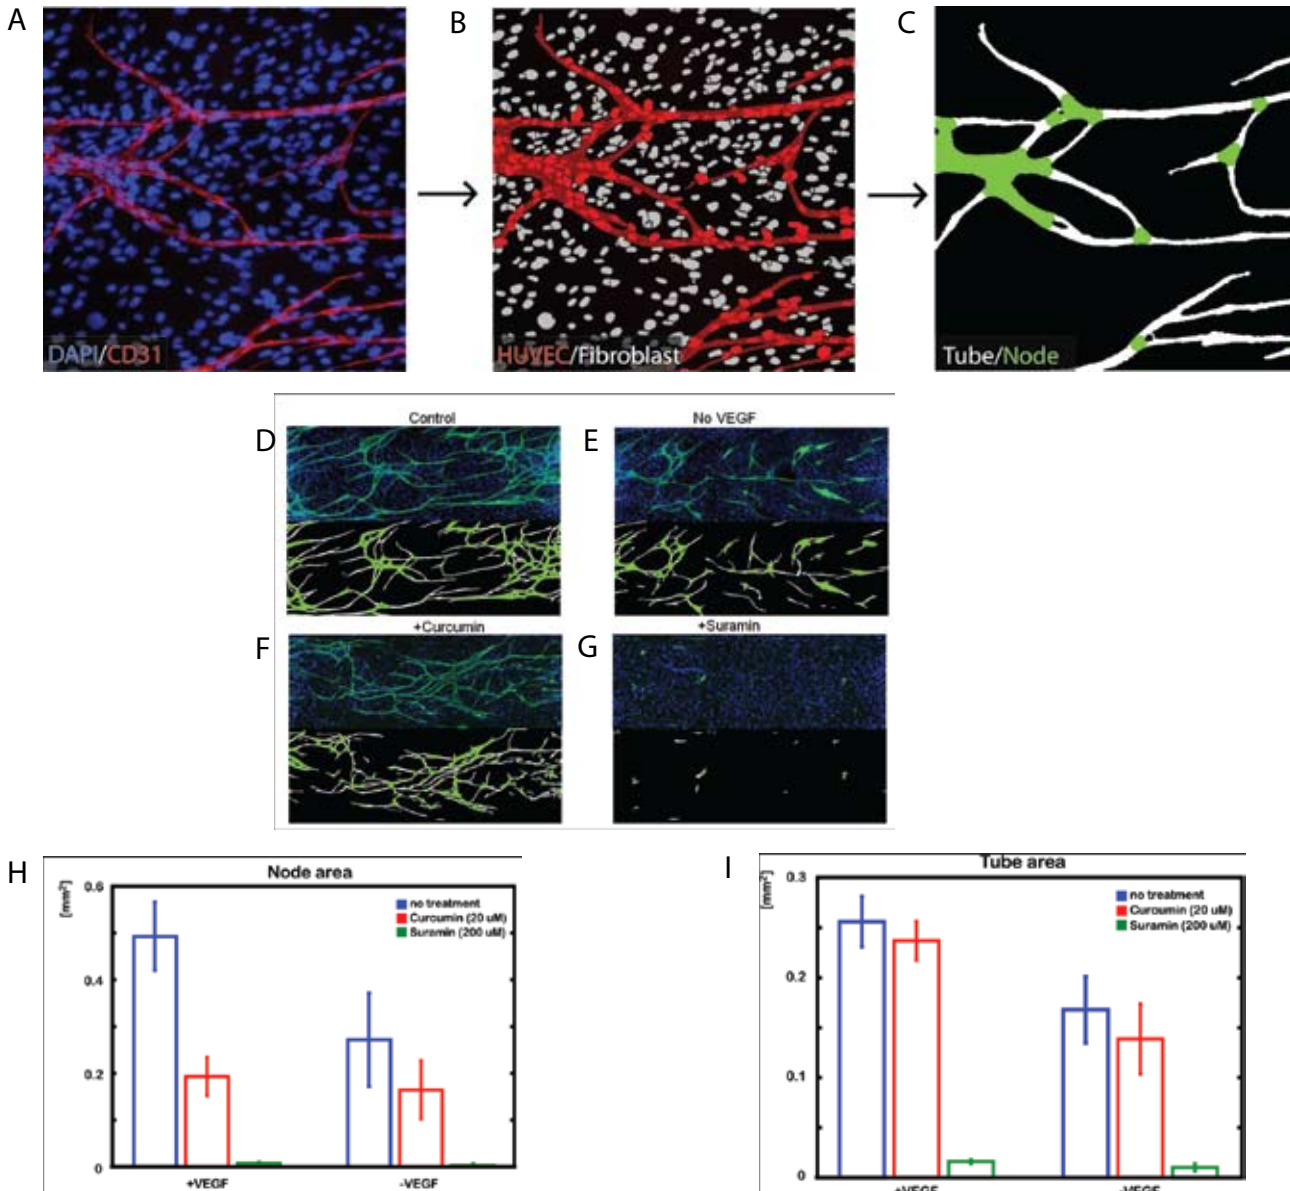 A
B
C
DAPI/CD31
HUVEC/Fibroblast
Tube/Node
Control
No VEGF
D
E
+Curcumin
+Suramin
F
G
H
Node area
[mm²]
0.6
0.4
0.2
0
no treatment
Curcumin (20 uM)
Suramin (200 uM)
+VEGF
-VEGF
I
Tube area
[mm²]
0.3
0.2
0.1
0
no treatment
Curcumin (20 uM)
Suramin (200 uM)
+VEGF
-VEGF